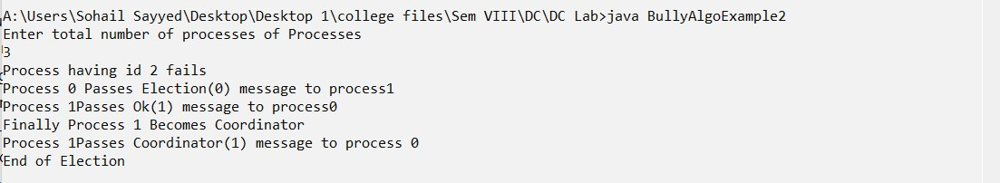 A:\Users\Sohail Sayyed\Desktop\Desktop 1\college files\Sem VIII\DC\DC Lab>java BullyAlgoExample2
Enter total number of processes of Processes
3
Process having id 2 fails
Process 0 Passes Election(0) message to process1
Process 1Passes Ok(1) message to process0
Finally Process 1 Becomes Coordinator
Process 1Passes Coordinator(1) message to process 0
End of Election